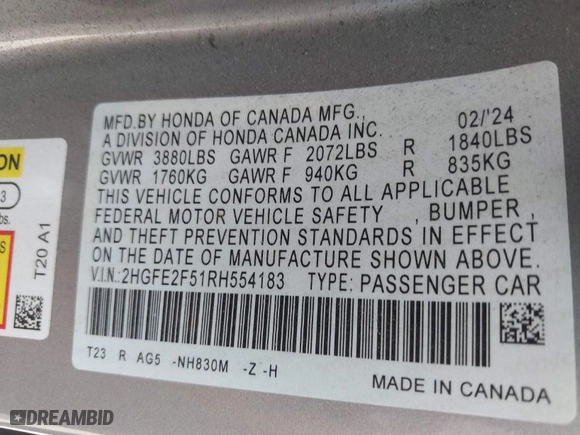 MFD.BY HONDA OF CANADA MFG., 02/'24
A DIVISION OF HONDA CANADA INC.
GVWR 3880LBS GAWR F 2072LBS R 1840LBS
GVWR 1760KG GAWR F 940KG R 835KG
THIS VEHICLE CONFORMS TO ALL APPLICABLE
FEDERAL MOTOR VEHICLE SAFETY , BUMPER ,
AND THEFT PREVENTION STANDARDS IN EFFECT
ON THE DATE OF MANUFACTURE SHOWN ABOVE.
V.I.N.:2HGFE2F51RH554183 TYPE: PASSENGER CAR
T23 R AG5 -NH830M -Z -H
MADE IN CANADA
ION
3
bs.
S
T20 A1
DREAMBID